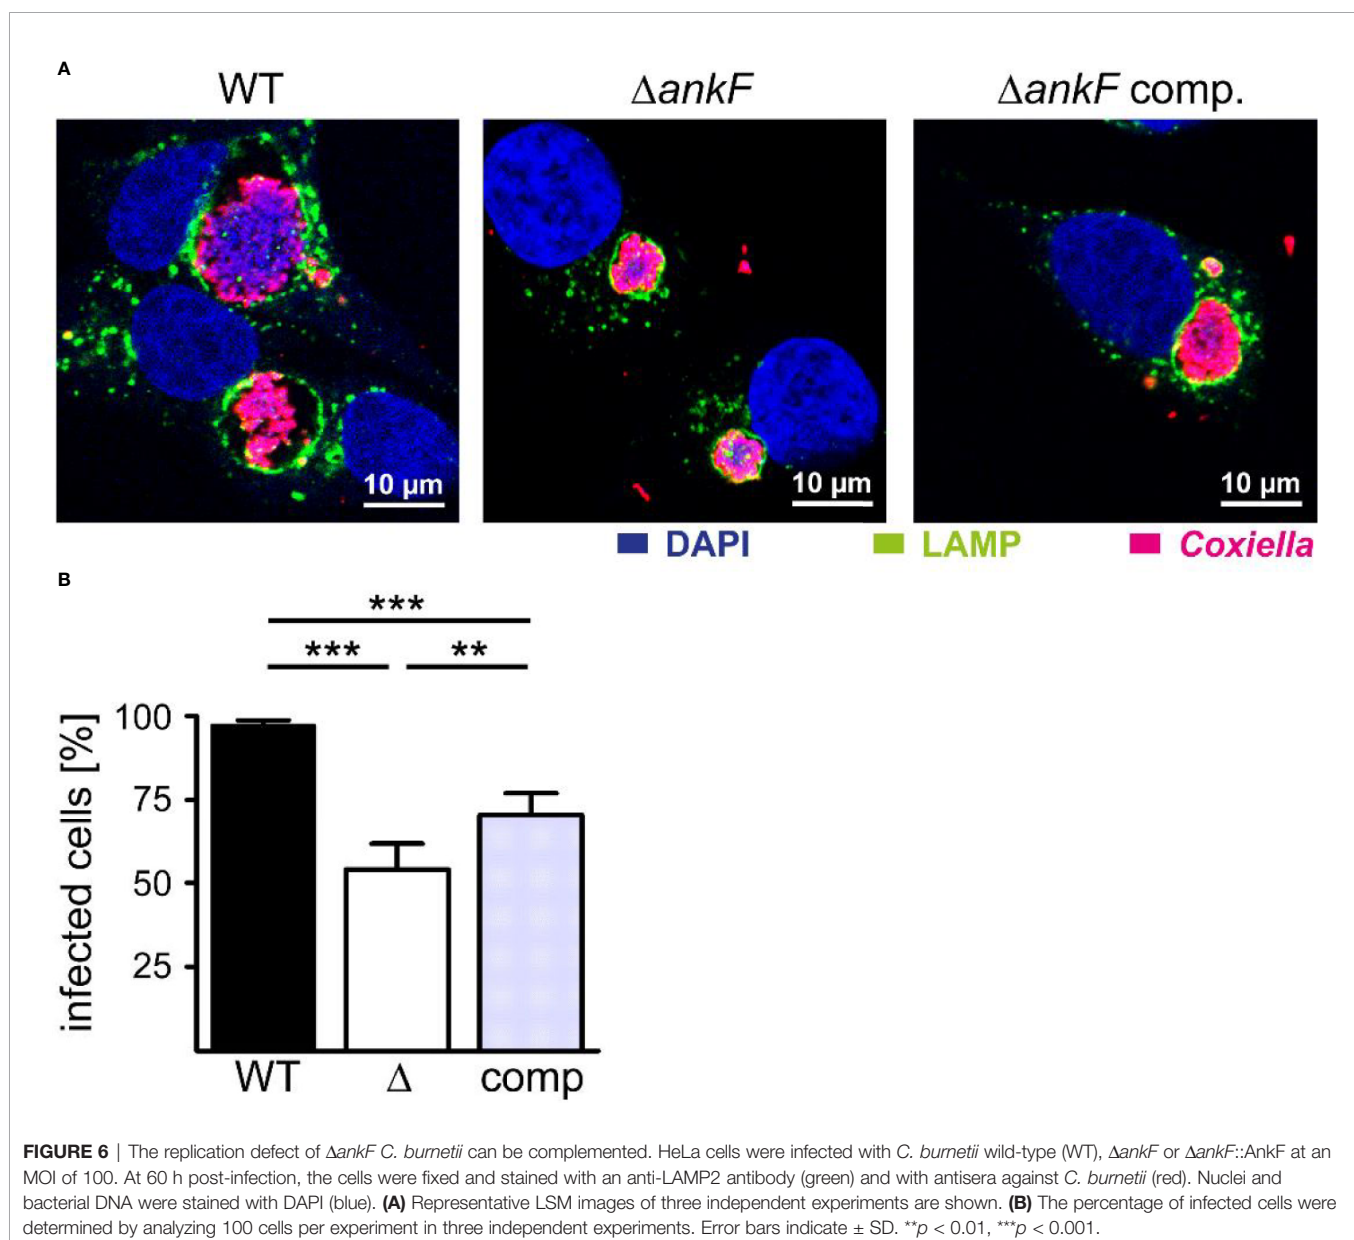 A
WT
ΔankF
ΔankF comp.
10 µm
10 µm
10 µm
DAPI
LAMP
Coxiella
B
***
***
**
infected cells [%]
100
75
50
25
WT
Δ
comp
FIGURE 6 | The replication defect of ΔankF C. burnetii can be complemented. HeLa cells were infected with C. burnetii wild-type (WT), ΔankF or ΔankF::AnkF at an
MOI of 100. At 60 h post-infection, the cells were fixed and stained with an anti-LAMP2 antibody (green) and with antisera against C. burnetii (red). Nuclei and
bacterial DNA were stained with DAPI (blue). (A) Representative LSM images of three independent experiments are shown. (B) The percentage of infected cells were
determined by analyzing 100 cells per experiment in three independent experiments. Error bars indicate ± SD. **p < 0.01, ***p < 0.001.